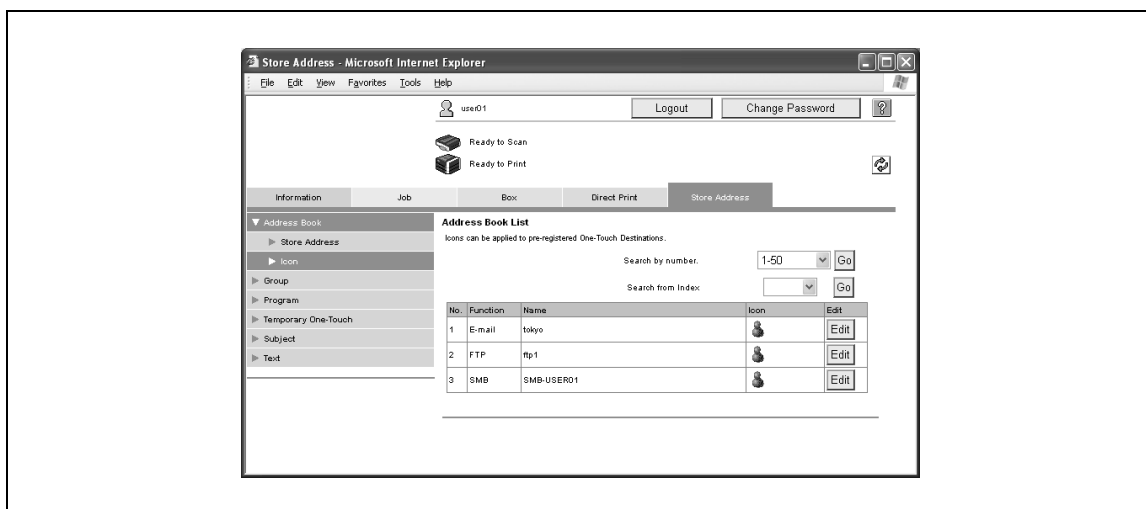 Store Address - Microsoft Internet Explorer
File Edit View Favorites Tools Help
user01 Logout Change Password ?
Ready to Scan
Ready to Print
Information Job Box Direct Print Store Address
Address Book
Store Address
Icon
Group
Program
Temporary One-Touch
Subject
Text
Address Book List
Icons can be applied to pre-registered One-Touch Destinations.
Search by number. 1-50 Go
Search from Index Go
No. Function Name Icon Edit
1 E-mail tokyo Edit
2 FTP ftp1 Edit
3 SMB SMB-USER01 Edit